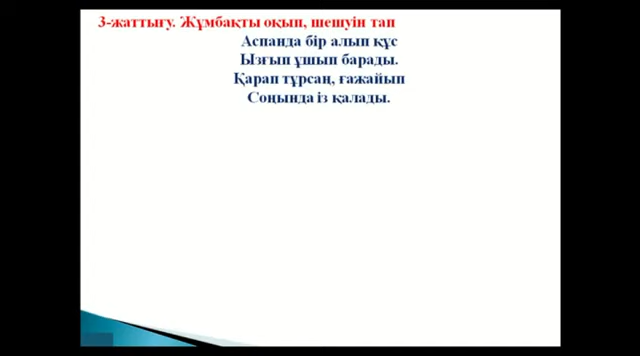 3-жаттығу. Жұмбақты оқып, шешуін тап
Аспанда бір алып құс
Ызғып ұшып барады.
Қарап тұрсаң, ғажайып
Соңында із қалады.